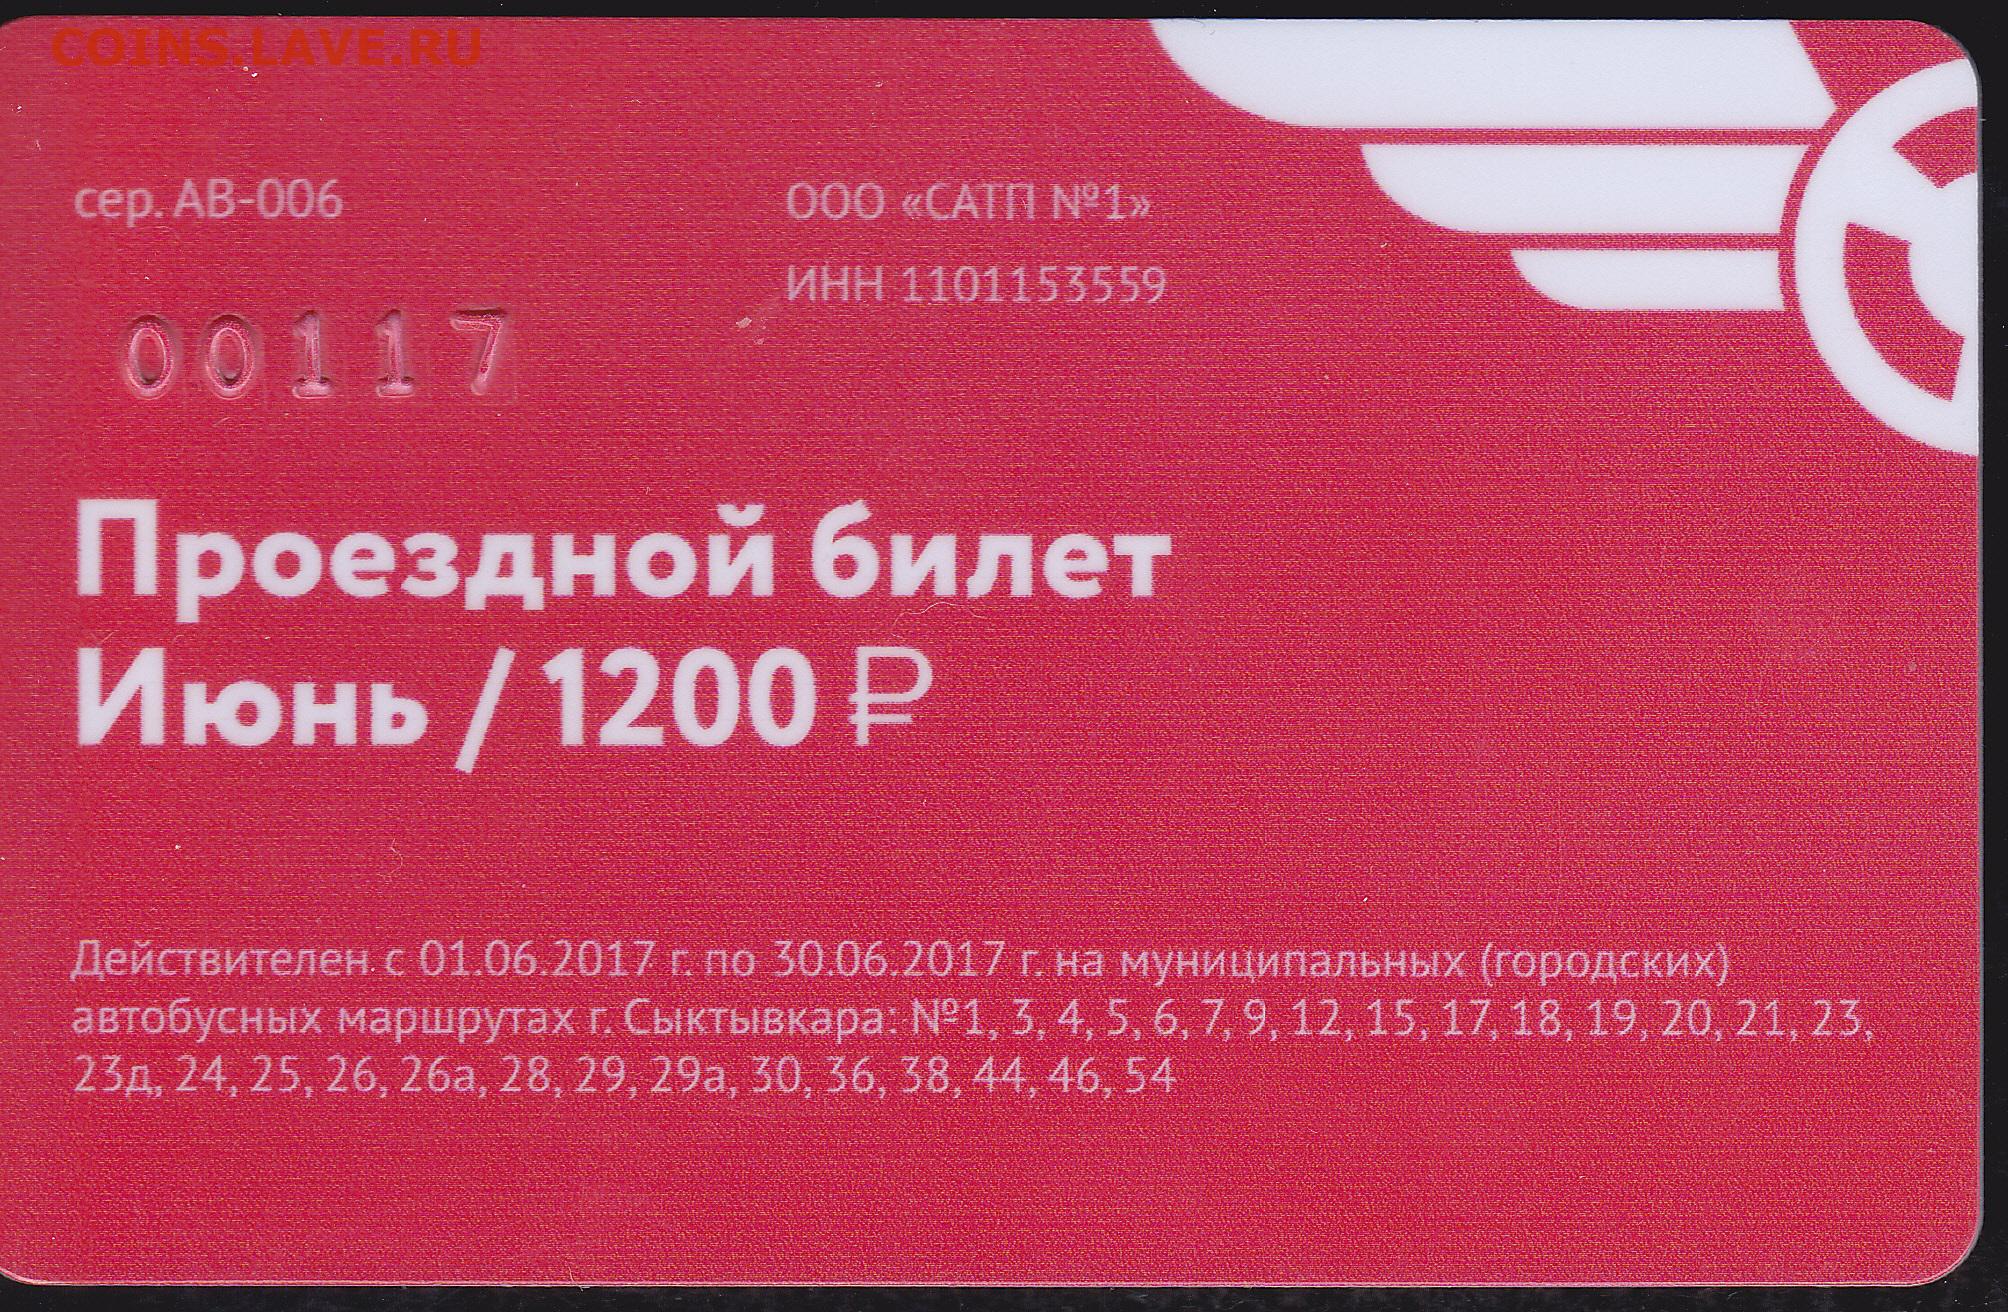 COINS.LAVE.RU
сер. АВ-006
ООО «САТП №1»
ИНН 1101153559
00117
Проездной билет
Июнь / 1200 ₽
Действителен с 01.06.2017 г. по 30.06.2017 г. на муниципальных (городских)
автобусных маршрутах г. Сыктывкара: №1, 3, 4, 5, 6, 7, 9, 12, 15, 17, 18, 19, 20, 21, 23,
23д, 24, 25, 26, 26а, 28, 29, 29а, 30, 36, 38, 44, 46, 54